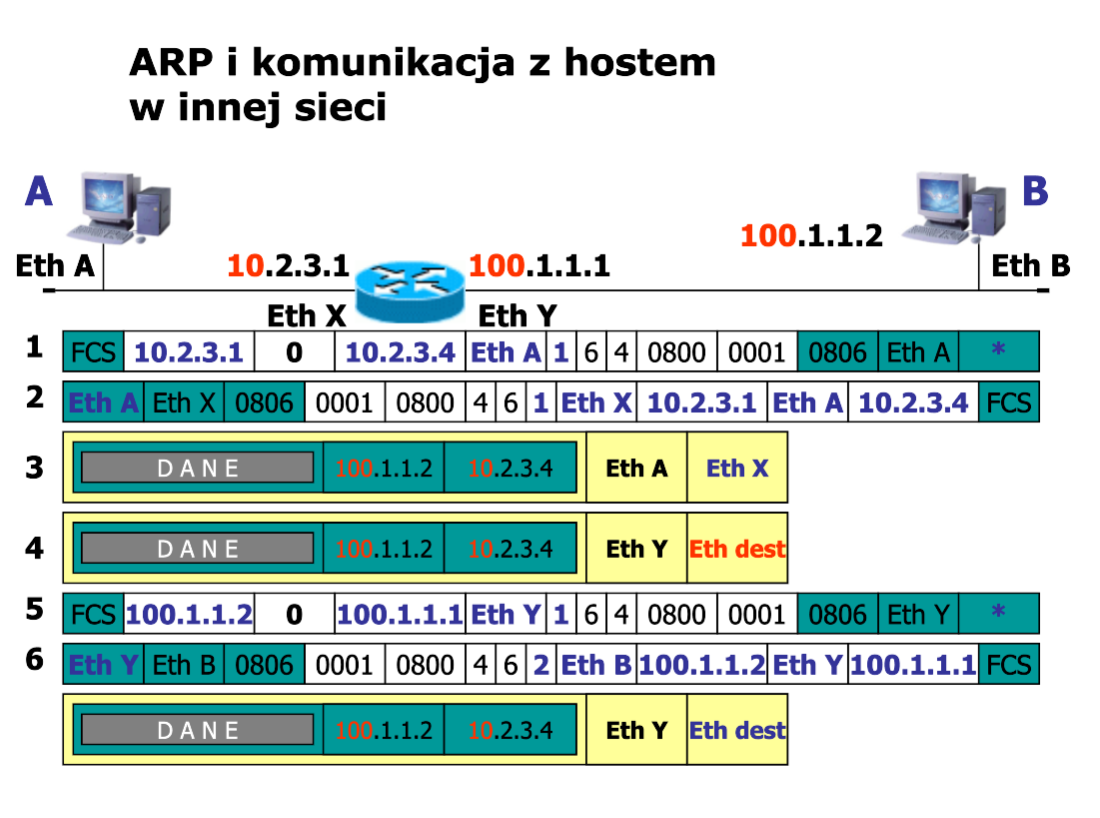 ARP i komunikacja z hostem
w innej sieci
A
B
100.1.1.2
Eth A
10.2.3.1
100.1.1.1
Eth B
Eth X
Eth Y
1 FCS 10.2.3.1 0 10.2.3.4 Eth A 1 6 4 0800 0001 0806 Eth A *
2 Eth A Eth X 0806 0001 0800 4 6 1 Eth X 10.2.3.1 Eth A 10.2.3.4 FCS
3 D A N E 100.1.1.2 10.2.3.4 Eth A Eth X
4 D A N E 100.1.1.2 10.2.3.4 Eth Y Eth dest
5 FCS 100.1.1.2 0 100.1.1.1 Eth Y 1 6 4 0800 0001 0806 Eth Y *
6 Eth Y Eth B 0806 0001 0800 4 6 2 Eth B 100.1.1.2 Eth Y 100.1.1.1 FCS
D A N E 100.1.1.2 10.2.3.4 Eth Y Eth dest